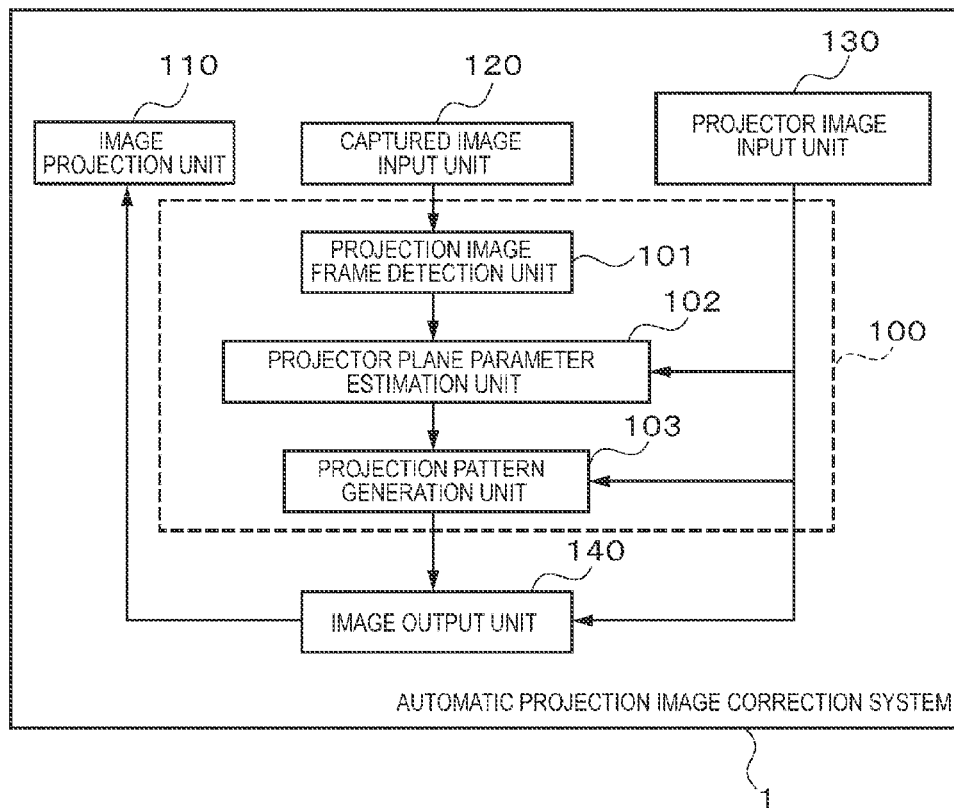 110
120
130
IMAGE
PROJECTION UNIT
CAPTURED IMAGE
INPUT UNIT
PROJECTOR IMAGE
INPUT UNIT
PROJECTION IMAGE
FRAME DETECTION UNIT
101
102
100
PROJECTOR PLANE PARAMETER
ESTIMATION UNIT
103
PROJECTION PATTERN
GENERATION UNIT
140
IMAGE OUTPUT UNIT
AUTOMATIC PROJECTION IMAGE CORRECTION SYSTEM
1